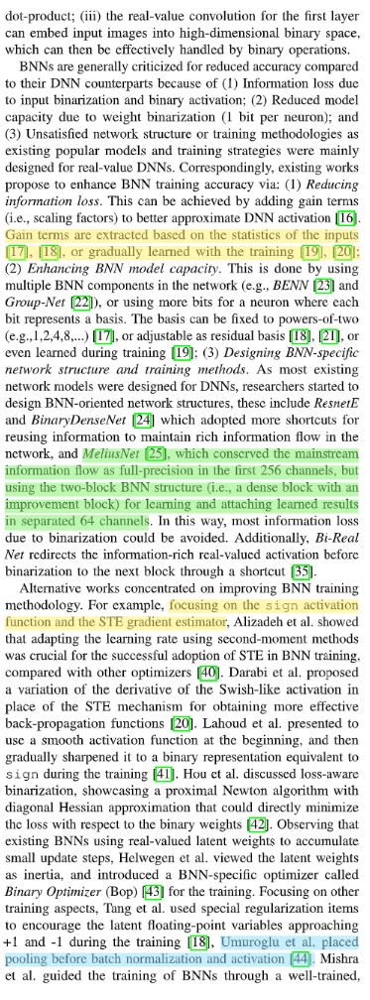 dot-product; (iii) the real-value convolution for the first layer
can embed input images into high-dimensional binary space,
which can then be effectively handled by binary operations.
BNNs are generally criticized for reduced accuracy compared
to their DNN counterparts because of (1) Information loss due
to input binarization and binary activation; (2) Reduced model
capacity due to weight binarization (1 bit per neuron); and
(3) Unsatisfied network structure or training methodologies as
existing popular models and training strategies were mainly
designed for real-value DNNs. Correspondingly, existing works
propose to enhance BNN training accuracy via: (1) Reducing
information loss. This can be achieved by adding gain terms
(i.e., scaling factors) to better approximate DNN activation [16].
Gain terms are extracted based on the statistics of the inputs
[17], [18], or gradually learned with the training [19], [20];
(2) Enhancing BNN model capacity. This is done by using
multiple BNN components in the network (e.g., BENN [23] and
Group-Net [22]), or using more bits for a neuron where each
bit represents a basis. The basis can be fixed to powers-of-two
(e.g.,1,2,4,8,...) [17], or adjustable as residual basis [18], [21], or
even learned during training [19]; (3) Designing BNN-specific
network structure and training methods. As most existing
network models were designed for DNNs, researchers started to
design BNN-oriented network structures, these include ResnetE
and BinaryDenseNet [24] which adopted more shortcuts for
reusing information to maintain rich information flow in the
network, and MeliusNet [25], which conserved the mainstream
information flow as full-precision in the first 256 channels, but
using the two-block BNN structure (i.e., a dense block with an
improvement block) for learning and attaching learned results
in separated 64 channels. In this way, most information loss
due to binarization could be avoided. Additionally, Bi-Real
Net redirects the information-rich real-valued activation before
binarization to the next block through a shortcut [35].
Alternative works concentrated on improving BNN training
methodology. For example, focusing on the sign activation
function and the STE gradient estimator, Alizadeh et al. showed
that adapting the learning rate using second-moment methods
was crucial for the successful adoption of STE in BNN training,
compared with other optimizers [40]. Darabi et al. proposed
a variation of the derivative of the Swish-like activation in
place of the STE mechanism for obtaining more effective
back-propagation functions [20]. Lahoud et al. presented to
use a smooth activation function at the beginning, and then
gradually sharpened it to a binary representation equivalent to
sign during the training [41]. Hou et al. discussed loss-aware
binarization, showcasing a proximal Newton algorithm with
diagonal Hessian approximation that could directly minimize
the loss with respect to the binary weights [42]. Observing that
existing BNNs using real-valued latent weights to accumulate
small update steps, Helwegen et al. viewed the latent weights
as inertia, and introduced a BNN-specific optimizer called
Binary Optimizer (Bop) [43] for the training. Focusing on other
training aspects, Tang et al. used special regularization items
to encourage the latent floating-point variables approaching
+1 and -1 during the training [18], Umuroglu et al. placed
pooling before batch normalization and activation [44]. Mishra
et al. guided the training of BNNs through a well-trained,